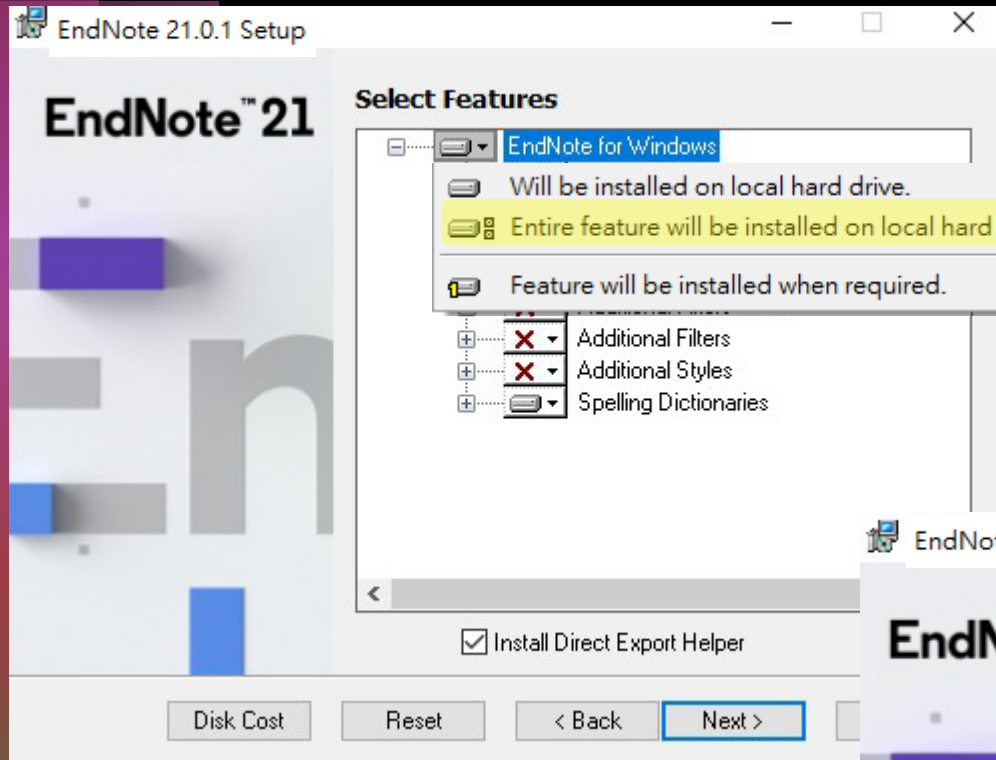 EndNote 21.0.1 Setup
EndNote™21
Select Features
EndNote for Windows
Will be installed on local hard drive.
Entire feature will be installed on local hard
Feature will be installed when required.
Additional Filters
Additional Styles
Spelling Dictionaries
Install Direct Export Helper
Disk Cost
Reset
< Back
Next >
EndNo
EndN